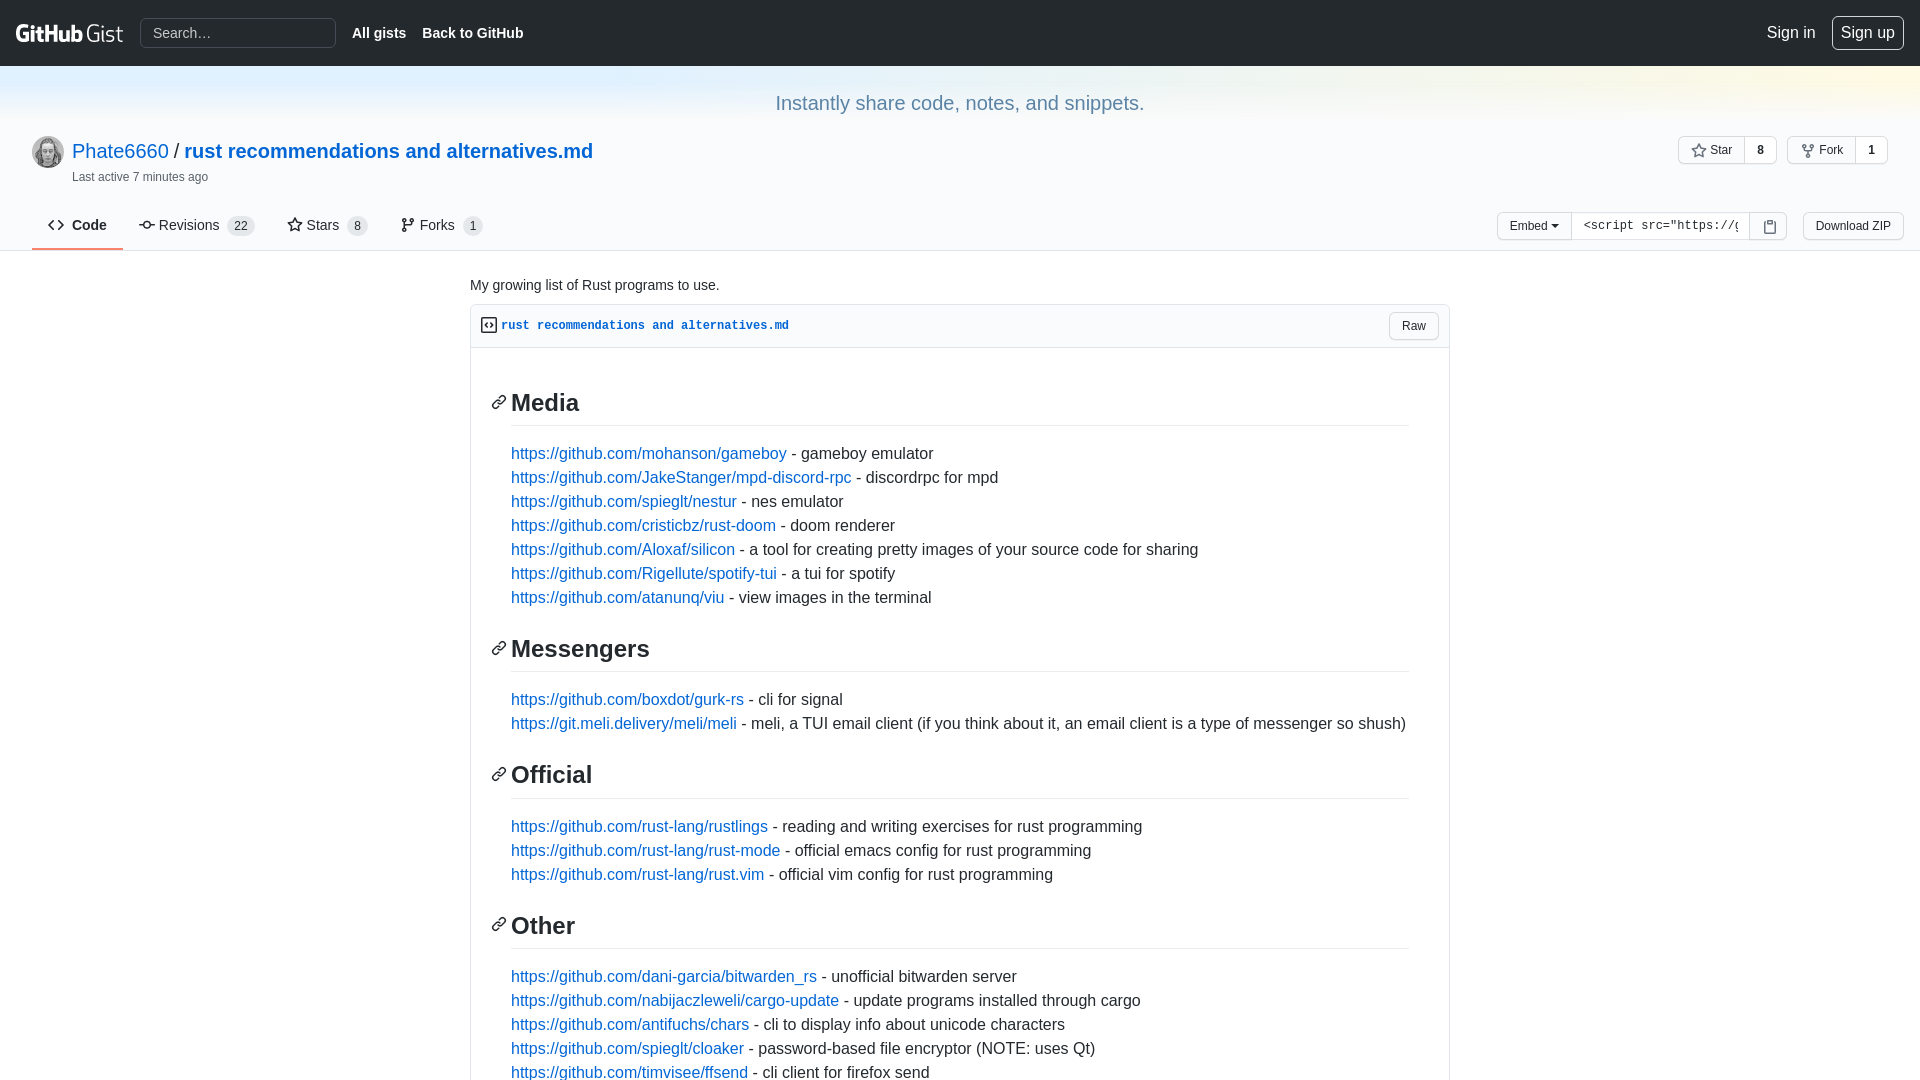 GitHub Gist
Search…
All gists
Back to GitHub
Sign in
Sign up
Instantly share code, notes, and snippets.
Phate6660 / rust recommendations and alternatives.md
Last active 7 minutes ago
Star 8
Fork 1
Code
Revisions 22
Stars 8
Forks 1
Embed
<script src="https://g
Download ZIP
My growing list of Rust programs to use.
rust recommendations and alternatives.md
Raw
Media
https://github.com/mohanson/gameboy - gameboy emulator
https://github.com/JakeStanger/mpd-discord-rpc - discordrpc for mpd
https://github.com/spieglt/nestur - nes emulator
https://github.com/cristicbz/rust-doom - doom renderer
https://github.com/Aloxaf/silicon - a tool for creating pretty images of your source code for sharing
https://github.com/Rigellute/spotify-tui - a tui for spotify
https://github.com/atanunq/viu - view images in the terminal
Messengers
https://github.com/boxdot/gurk-rs - cli for signal
https://git.meli.delivery/meli/meli - meli, a TUI email client (if you think about it, an email client is a type of messenger so shush)
Official
https://github.com/rust-lang/rustlings - reading and writing exercises for rust programming
https://github.com/rust-lang/rust-mode - official emacs config for rust programming
https://github.com/rust-lang/rust.vim - official vim config for rust programming
Other
https://github.com/dani-garcia/bitwarden_rs - unofficial bitwarden server
https://github.com/nabijaczleweli/cargo-update - update programs installed through cargo
https://github.com/antifuchs/chars - cli to display info about unicode characters
https://github.com/spieglt/cloaker - password-based file encryptor (NOTE: uses Qt)
https://github.com/timvisee/ffsend - cli client for firefox send